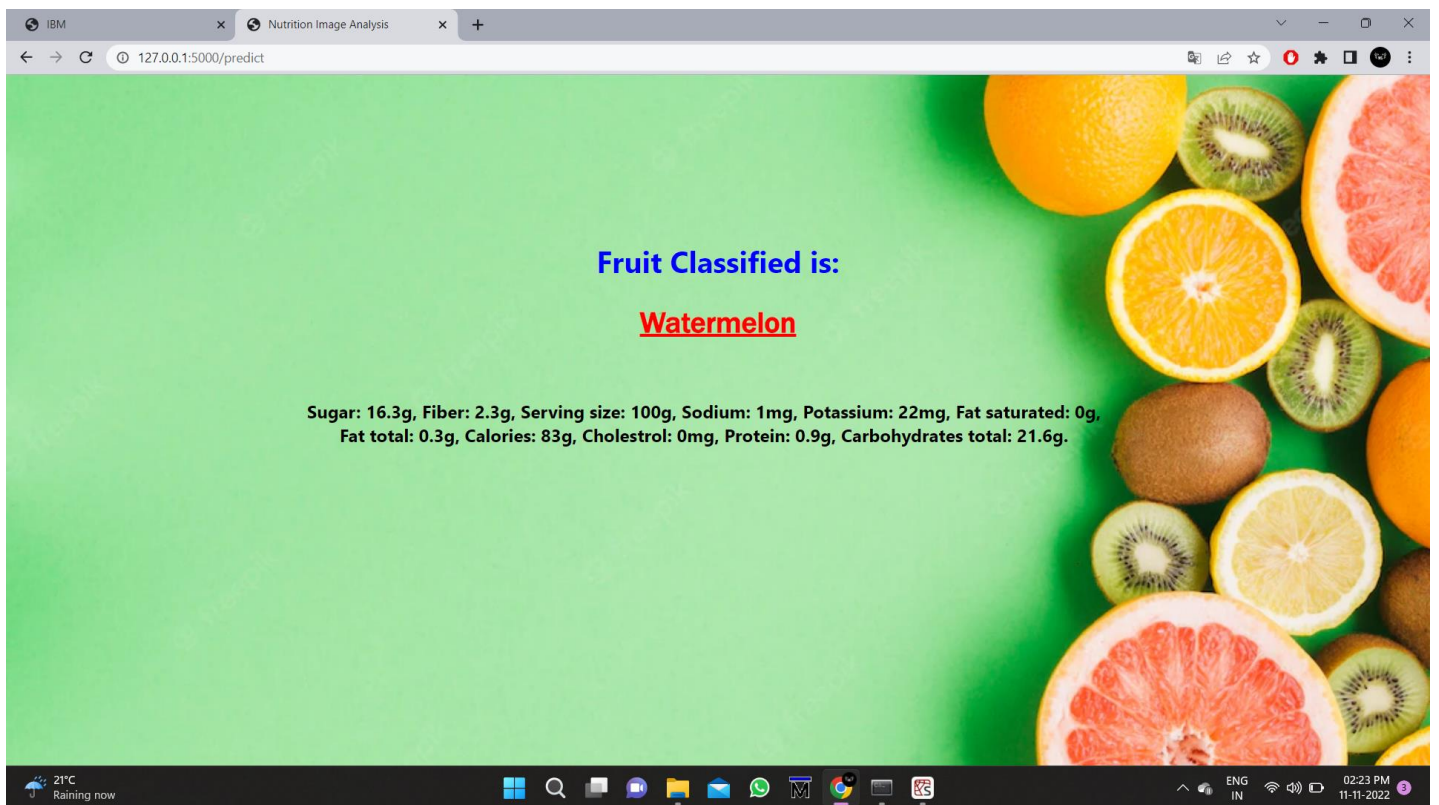 IBM
Nutrition Image Analysis
127.0.0.1:5000/predict
Fruit Classified is:
Watermelon
Sugar: 16.3g, Fiber: 2.3g, Serving size: 100g, Sodium: 1mg, Potassium: 22mg, Fat saturated: 0g,
Fat total: 0.3g, Calories: 83g, Cholestrol: 0mg, Protein: 0.9g, Carbohydrates total: 21.6g.
21°C
Raining now
ENG
IN
02:23 PM
11-11-2022
3